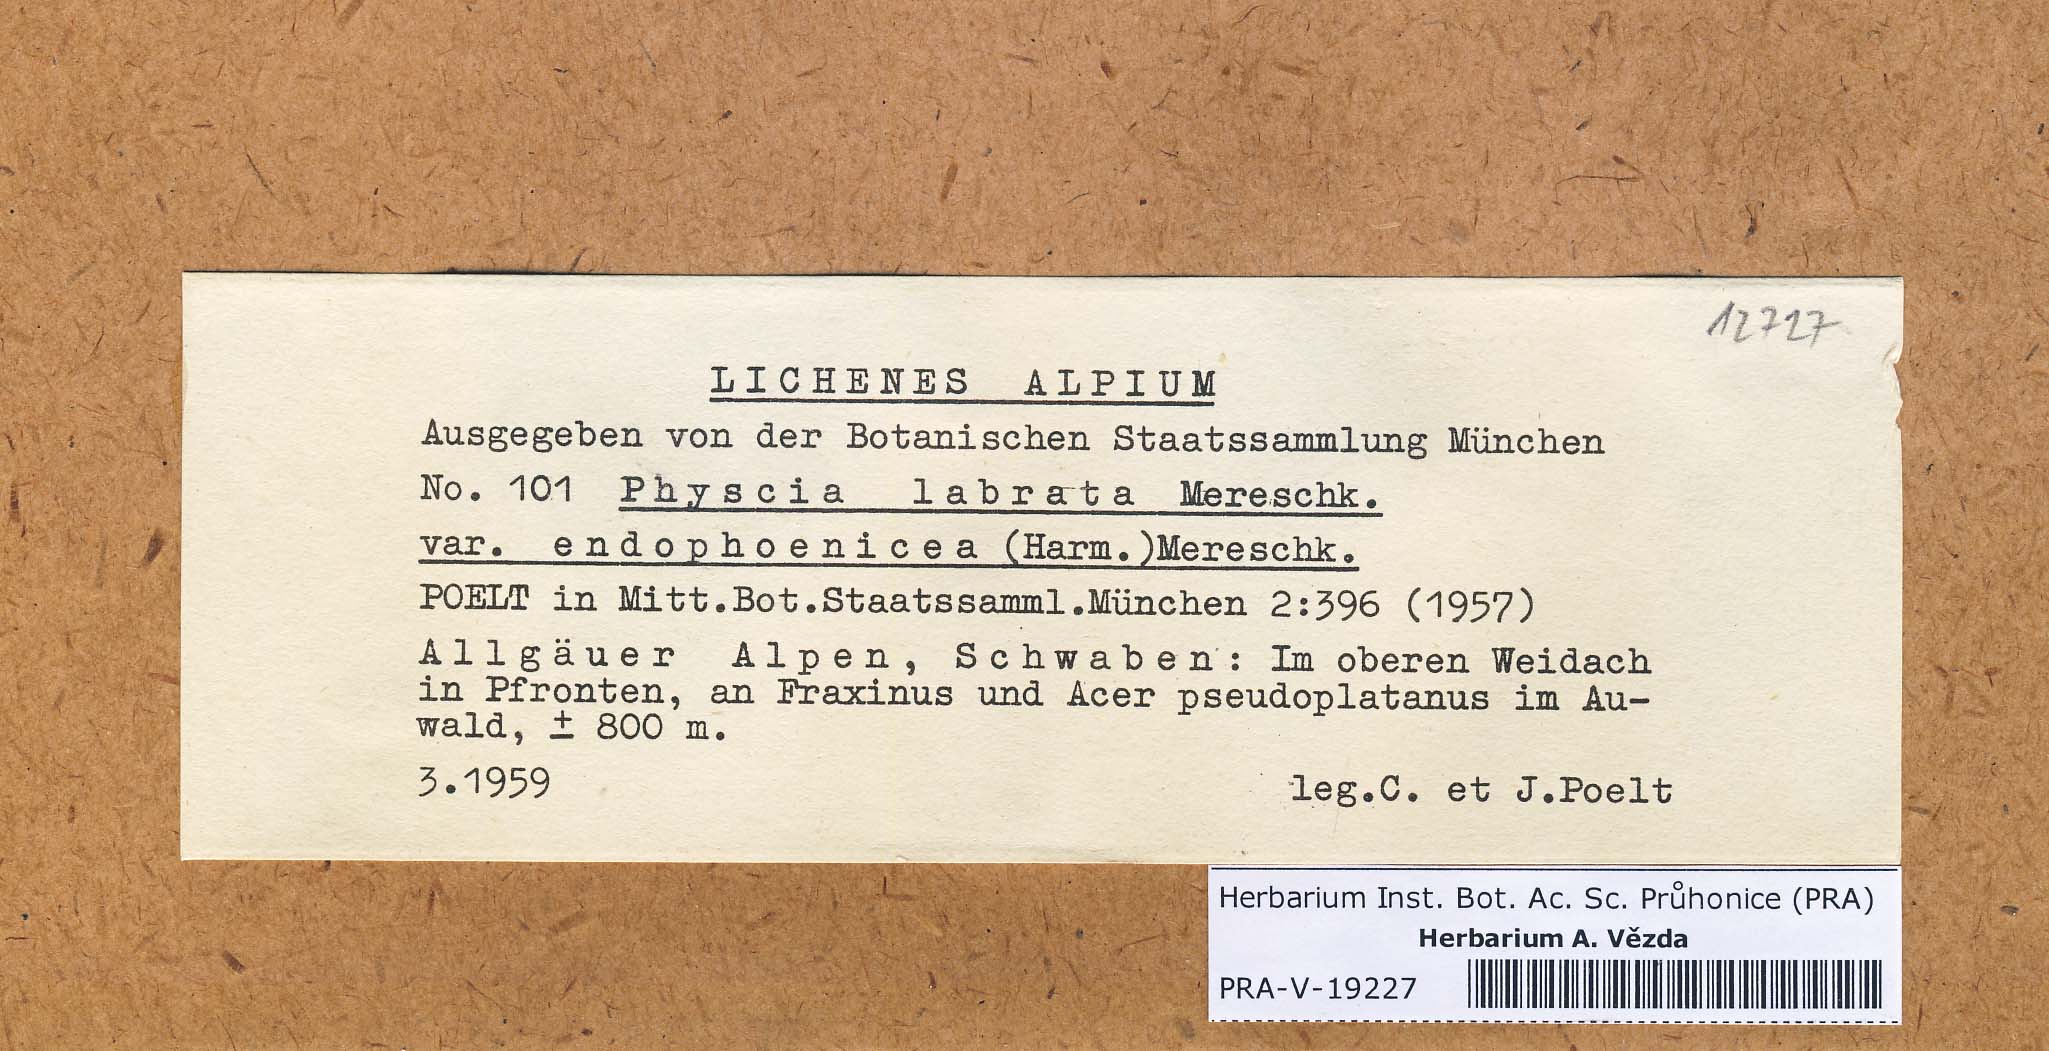 12727
LICHENES ALPIUM
Ausgegeben von der Botanischen Staatssammlung München
No. 101 Physcia labrata Mereschk.
var. endophoenicea (Harm.)Mereschk.
POELT in Mitt.Bot.Staatssamml.München 2:396 (1957)
Allgäuer Alpen, Schwaben: Im oberen Weidach
in Pfronten, an Fraxinus und Acer pseudoplatanus im Au-
wald, ± 800 m.
3.1959 leg.C. et J.Poelt
Herbarium Inst. Bot. Ac. Sc. Průhonice (PRA)
Herbarium A. Vězda
PRA-V-19227